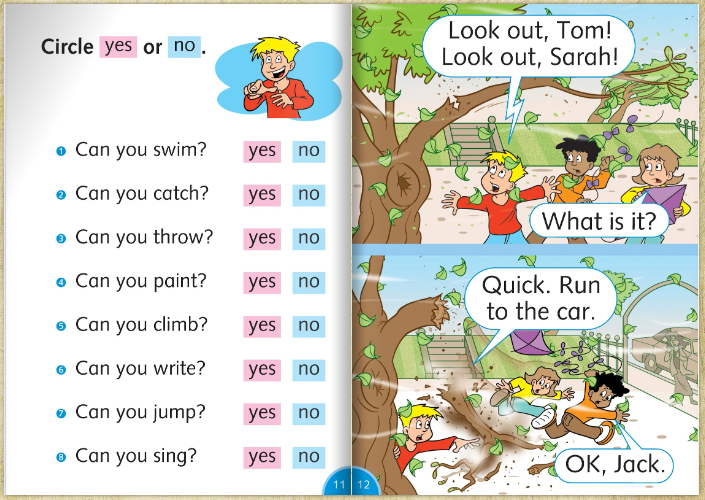 Circle yes or no.
1 Can you swim? yes no
2 Can you catch? yes no
3 Can you throw? yes no
4 Can you paint? yes no
5 Can you climb? yes no
6 Can you write? yes no
7 Can you jump? yes no
8 Can you sing? yes no
11
Look out, Tom!
Look out, Sarah!
What is it?
Quick. Run
to the car.
OK, Jack.
12